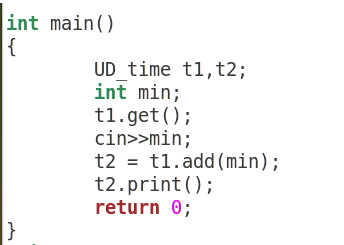 int main()
{
        UD_time t1,t2;
        int min;
        t1.get();
        cin>>min;
        t2 = t1.add(min);
        t2.print();
        return 0;
}